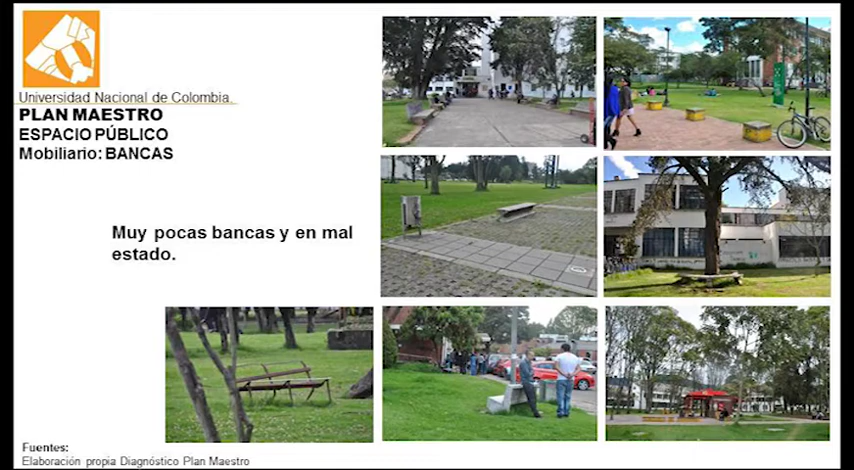 Universidad Nacional de Colombia.
PLAN MAESTRO
ESPACIO PÚBLICO
Mobiliario: BANCAS
Muy pocas bancas y en mal
estado.
Fuentes:
Elaboración propia Diagnóstico Plan Maestro